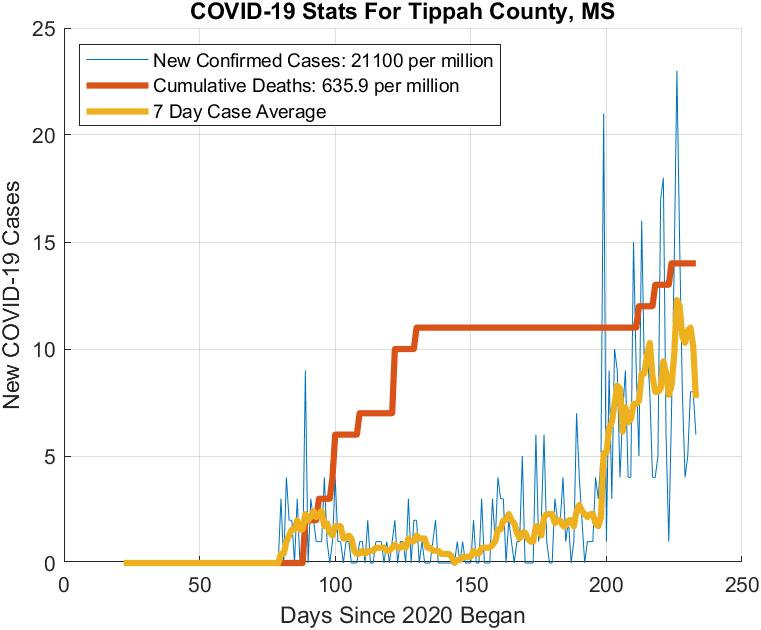 COVID-19 Stats For Tippah County, MS
New Confirmed Cases: 21100 per million
Cumulative Deaths: 635.9 per million
7 Day Case Average
25
20
15
10
5
0
New COVID-19 Cases
0 50 100 150 200 250
Days Since 2020 Began